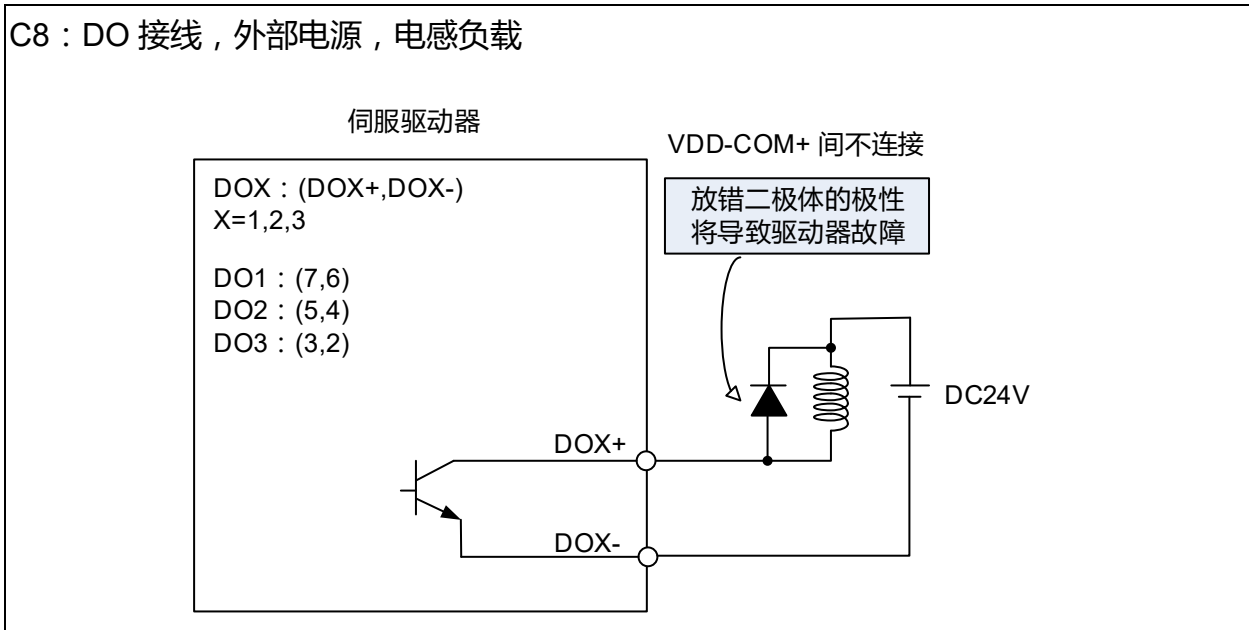 C8：DO 接线，外部电源，电感负载
伺服驱动器
VDD-COM+ 间不连接
DOX：(DOX+,DOX-)
X=1,2,3
放错二极体的极性
将导致驱动器故障
DO1：(7,6)
DO2：(5,4)
DO3：(3,2)
DC24V
DOX+
DOX-